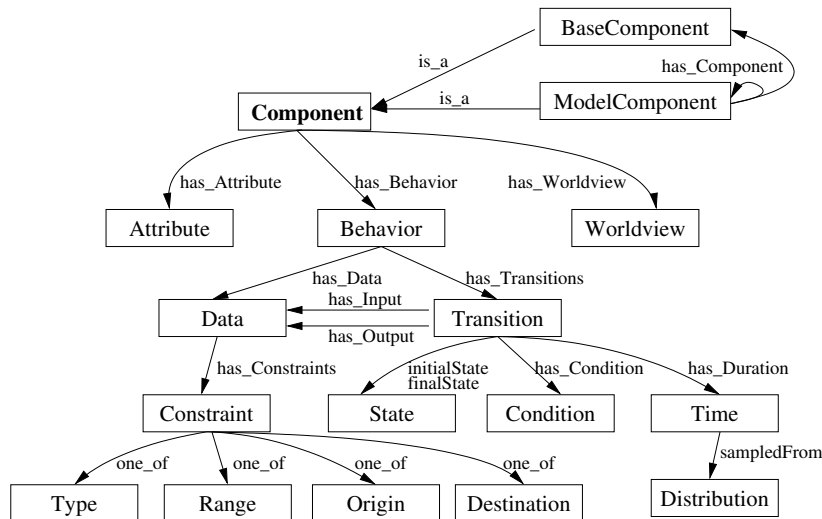 BaseComponent
is_a
has_Component
is_a
ModelComponent
Component
has_Attribute
has_Behavior
has_Worldview
Attribute
Behavior
Worldview
has_Data
has_Transitions
has_Input
Data
Transition
has_Output
has_Constraints
initialState
finalState
has_Condition
has_Duration
Constraint
State
Condition
Time
one_of
one_of
one_of
one_of
sampledFrom
Type
Range
Origin
Destination
Distribution